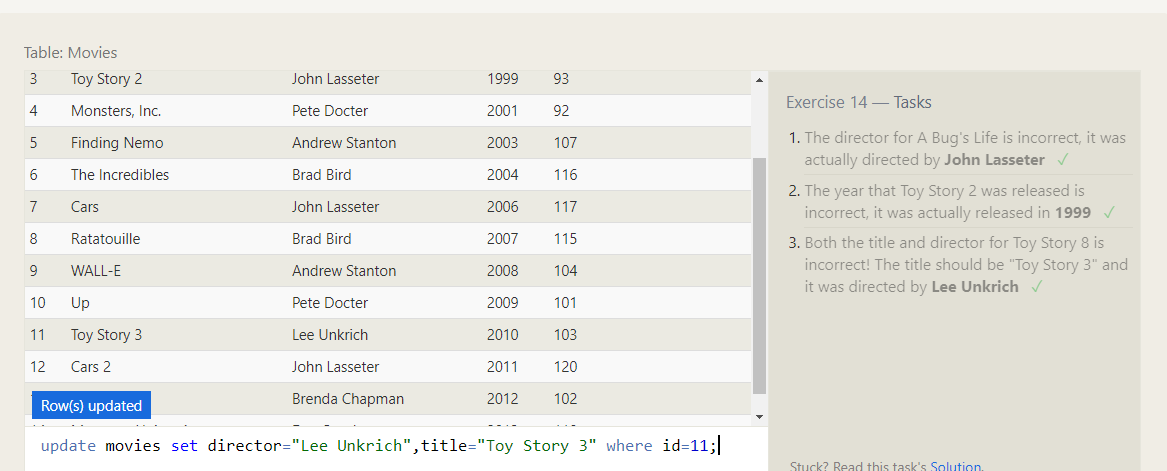 Table: Movies
3 Toy Story 2 John Lasseter 1999 93
4 Monsters, Inc. Pete Docter 2001 92
5 Finding Nemo Andrew Stanton 2003 107
6 The Incredibles Brad Bird 2004 116
7 Cars John Lasseter 2006 117
8 Ratatouille Brad Bird 2007 115
9 WALL-E Andrew Stanton 2008 104
10 Up Pete Docter 2009 101
11 Toy Story 3 Lee Unkrich 2010 103
12 Cars 2 John Lasseter 2011 120
Brenda Chapman 2012 102
Row(s) updated
update movies set director="Lee Unkrich",title="Toy Story 3" where id=11;
Exercise 14 — Tasks
1. The director for A Bug's Life is incorrect, it was
actually directed by John Lasseter ✓
2. The year that Toy Story 2 was released is
incorrect, it was actually released in 1999 ✓
3. Both the title and director for Toy Story 8 is
incorrect! The title should be "Toy Story 3" and
it was directed by Lee Unkrich ✓
Stuck? Read this task's Solution.